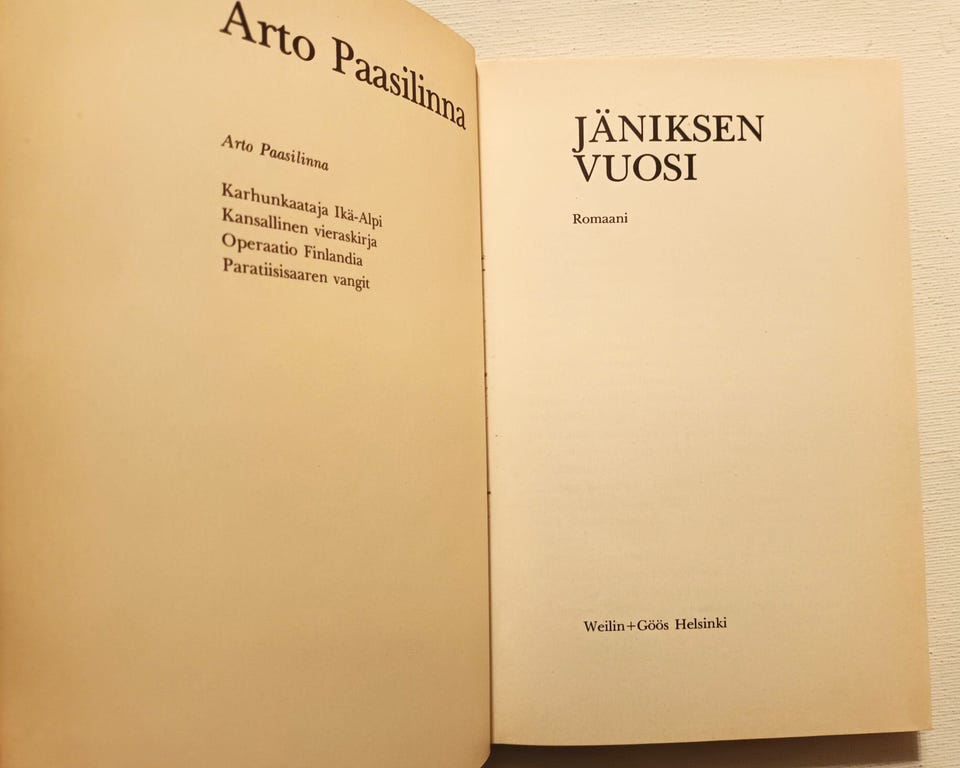 Arto Paasilinna
Arto Paasilinna
Karhunkaataja Ikä-Alpi
Kansallinen vieraskirja
Operaatio Finlandia
Paratiisisaaren vangit
JÄNIKSEN
VUOSI
Romaani
Weilin+Göös Helsinki